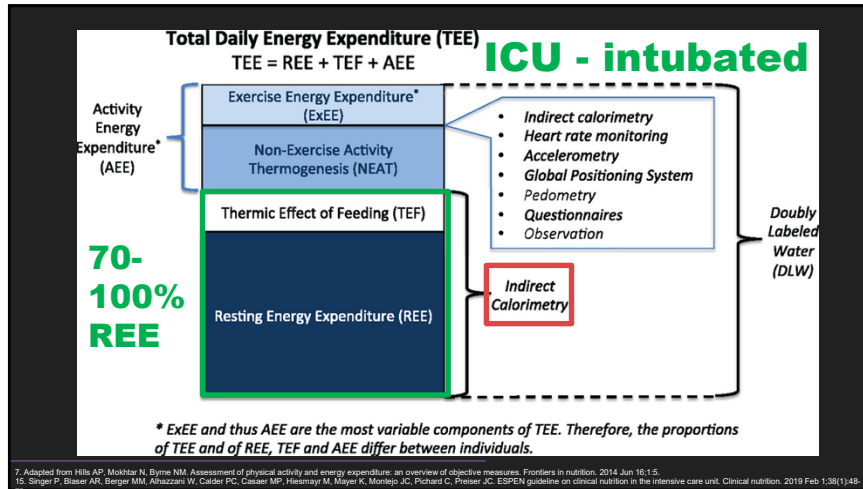 Total Daily Energy Expenditure (TEE)
TEE = REE + TEF + AEE
ICU - intubated
Activity
Energy
Expenditure*
(AEE)
Exercise Energy Expenditure*
(ExEE)
Non-Exercise Activity
Thermogenesis (NEAT)
Thermic Effect of Feeding (TEF)
Resting Energy Expenditure (REE)
70-
100%
REE
• Indirect calorimetry
• Heart rate monitoring
• Accelerometry
• Global Positioning System
• Pedometry
• Questionnaires
• Observation
Indirect
Calorimetry
Doubly
Labeled
Water
(DLW)
* ExEE and thus AEE are the most variable components of TEE. Therefore, the proportions
of TEE and of REE, TEF and AEE differ between individuals.
7. Adapted from Hills AP, Mokhtar N, Byrne NM. Assessment of physical activity and energy expenditure: an overview of objective measures. Frontiers in nutrition. 2014 Jun 16;1:5.
15. Singer P, Blaser AR, Berger MM, Alhazzani W, Calder PC, Casaer MP, Hiesmayr M, Mayer K, Montejo JC, Pichard C, Preiser JC. ESPEN guideline on clinical nutrition in the intensive care unit. Clinical nutrition. 2019 Feb 1;38(1):48-